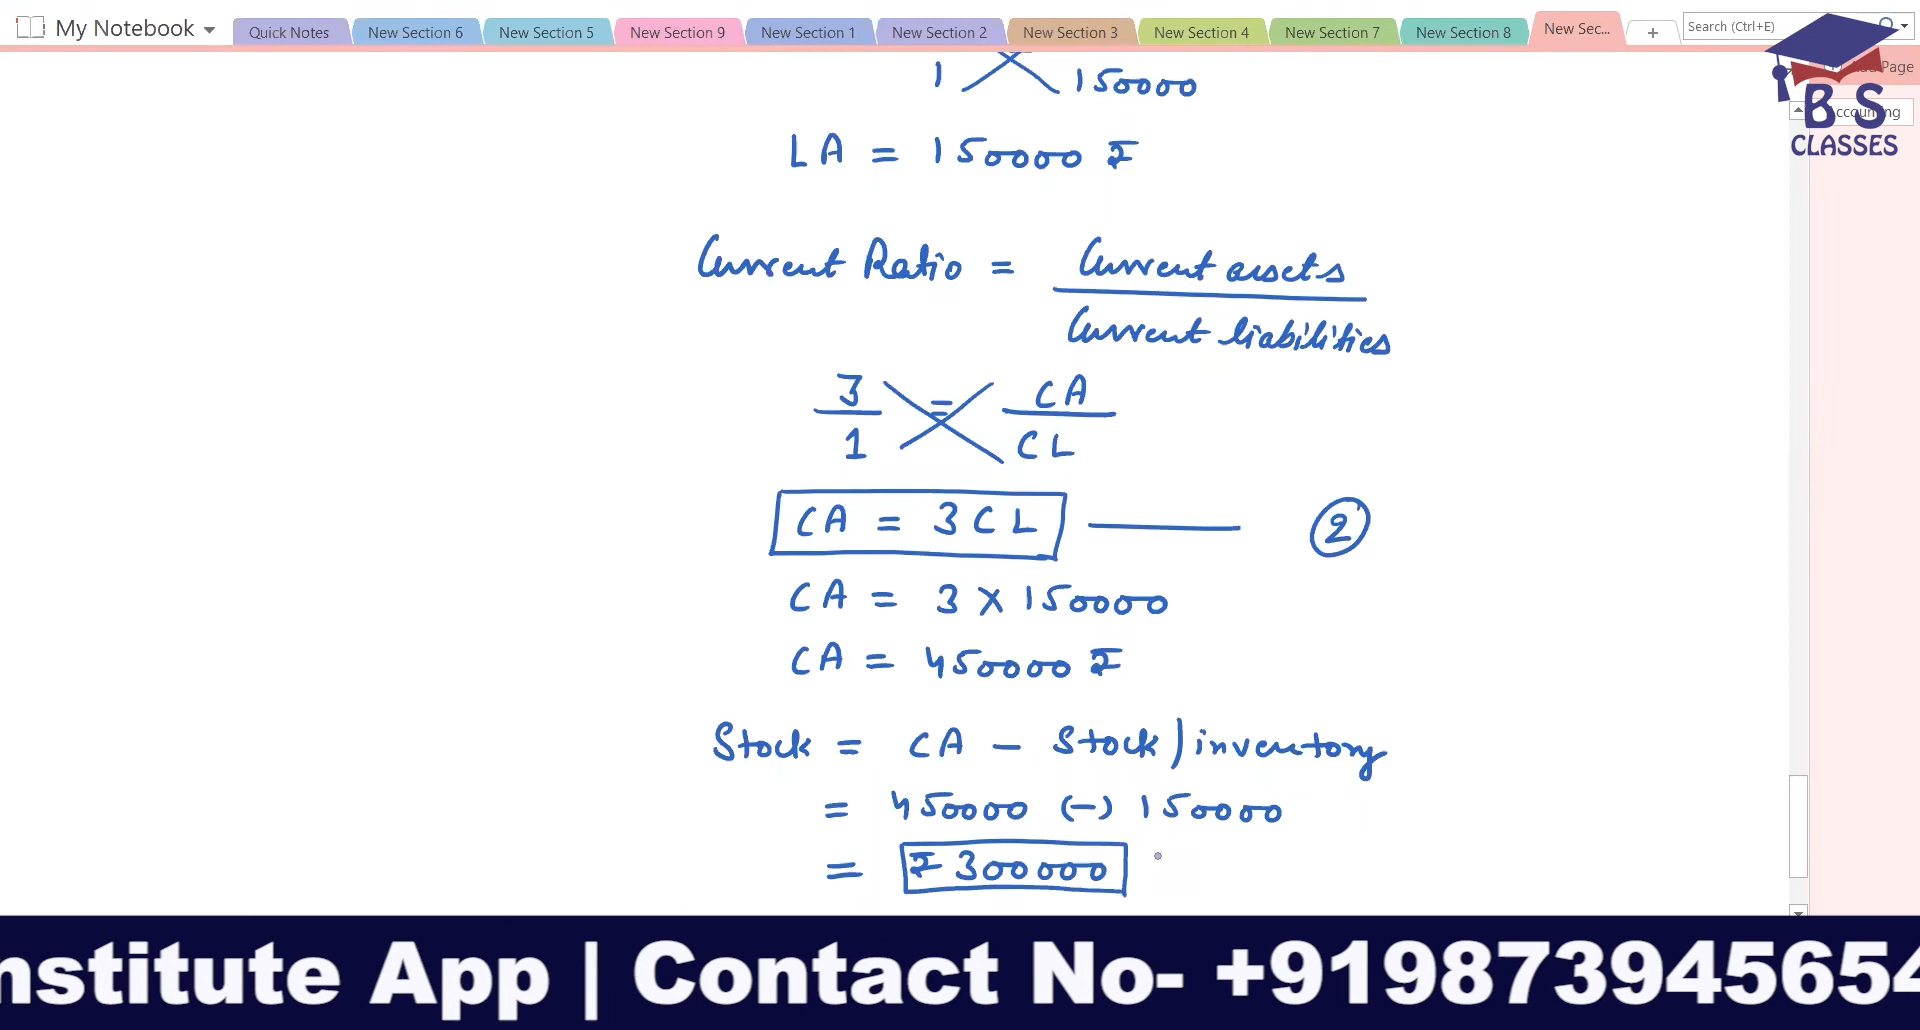 My Notebook
Quick Notes
New Section 6
New Section 5
New Section 9
New Section 1
New Section 2
New Section 3
New Section 4
New Section 7
New Section 8
New Sec...
+
Search (Ctrl+E)
Page
BS
CLASSES
1 150000
LA = 150000 ₹
Current Ratio = Current assets
Current liabilities
3 = CA
1 CL
CA = 3CL ②
CA = 3 × 150000
CA = 450000 ₹
Stock = CA - Stock/inventory
= 450000 (-) 150000
= ₹ 300000
nstitute App | Contact No- +919873945654